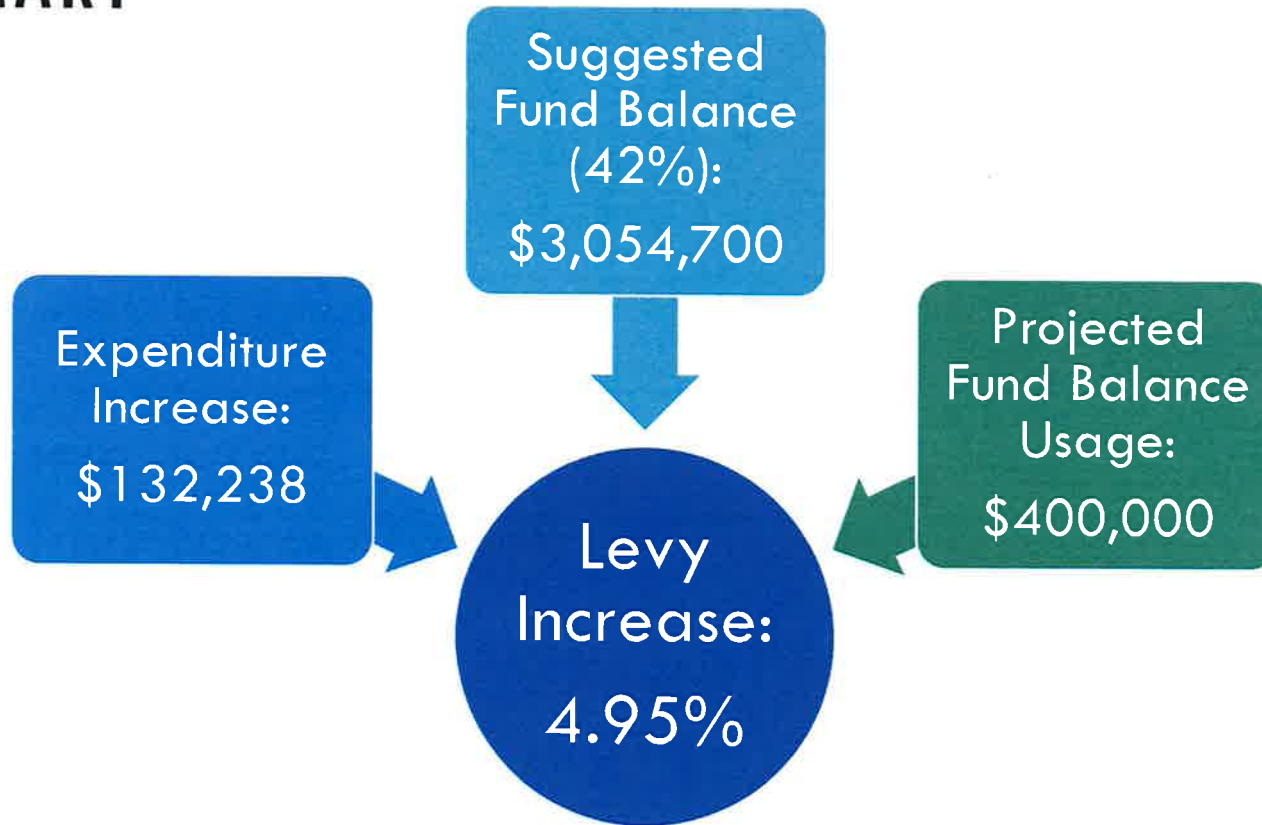 Suggested
Fund Balance
(42%):
$3,054,700
Expenditure
Increase:
$132,238
Projected
Fund Balance
Usage:
$400,000
Levy
Increase:
4.95%